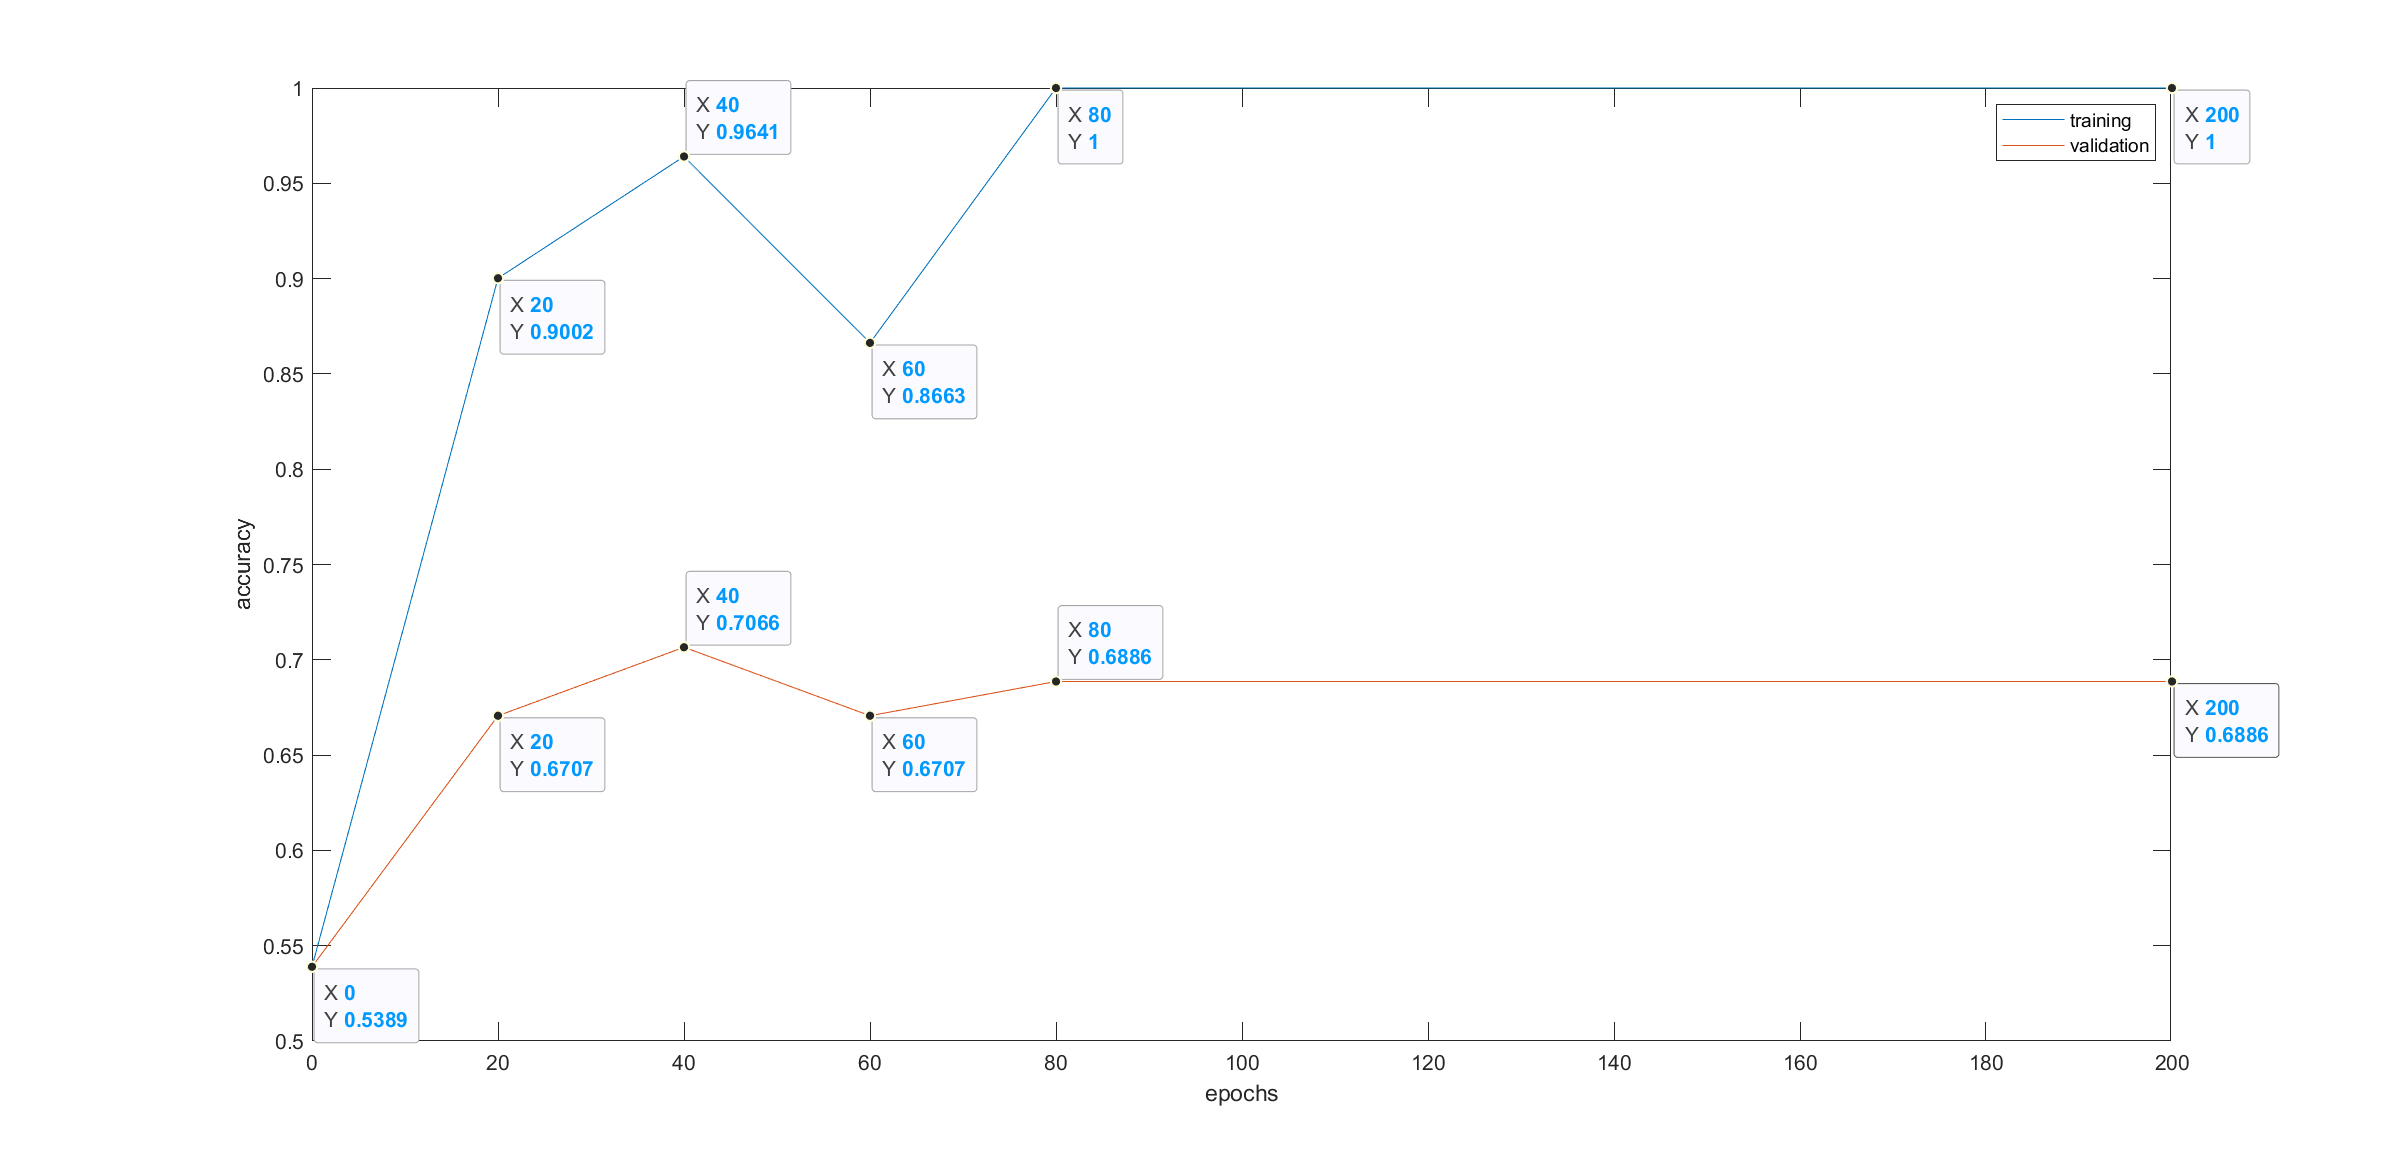 1
0.95
0.9
0.85
0.8
0.75
0.7
0.65
0.6
0.55
0.5
accuracy
0
20
40
60
80
100
120
140
160
180
200
epochs
training
validation
X 40
Y 0.9641
X 80
Y 1
X 200
Y 1
X 20
Y 0.9002
X 60
Y 0.8663
X 40
Y 0.7066
X 80
Y 0.6886
X 200
Y 0.6886
X 20
Y 0.6707
X 60
Y 0.6707
X 0
Y 0.5389